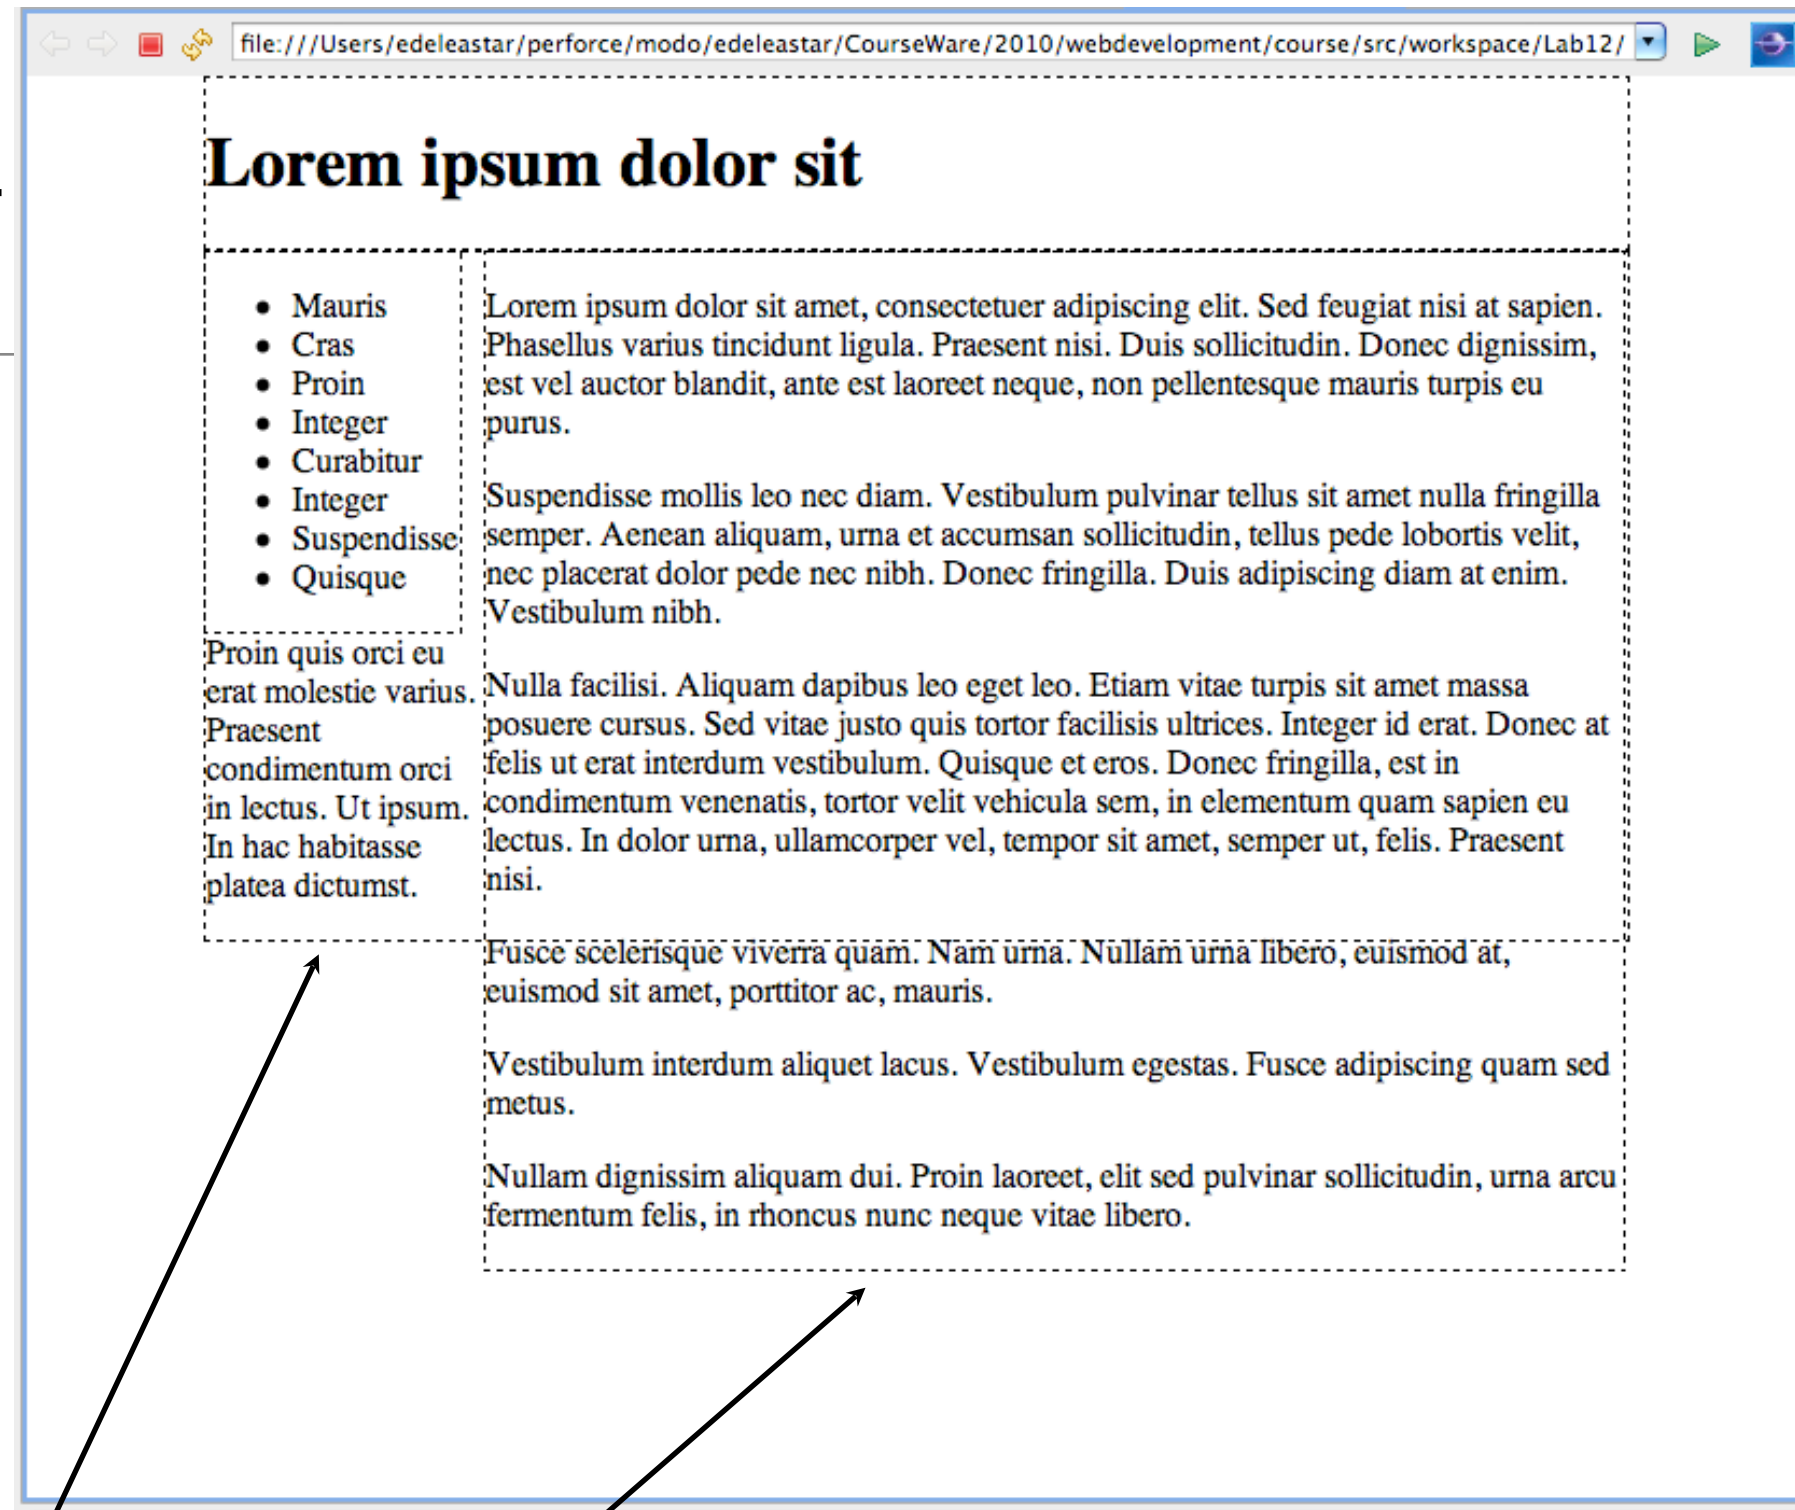 file:///Users/edeleastar/perforce/modo/edeleastar/CourseWare/2010/webdevelopment/course/src/workspace/Lab12/
Lorem ipsum dolor sit
• Mauris
• Cras
• Proin
• Integer
• Curabitur
• Integer
• Suspendisse
• Quisque
Proin quis orci eu
erat molestie varius.
Praesent
condimentum orci
in lectus. Ut ipsum.
In hac habitasse
platea dictumst.
Lorem ipsum dolor sit amet, consectetuer adipiscing elit. Sed feugiat nisi at sapien.
Phasellus varius tincidunt ligula. Praesent nisi. Duis sollicitudin. Donec dignissim,
est vel auctor blandit, ante est laoreet neque, non pellentesque mauris turpis eu
purus.
Suspendisse mollis leo nec diam. Vestibulum pulvinar tellus sit amet nulla fringilla
semper. Aenean aliquam, urna et accumsan sollicitudin, tellus pede lobortis velit,
nec placerat dolor pede nec nibh. Donec fringilla. Duis adipiscing diam at enim.
Vestibulum nibh.
Nulla facilisi. Aliquam dapibus leo eget leo. Etiam vitae turpis sit amet massa
posuere cursus. Sed vitae justo quis tortor facilisis ultrices. Integer id erat. Donec at
felis ut erat interdum vestibulum. Quisque et eros. Donec fringilla, est in
condimentum venenatis, tortor velit vehicula sem, in elementum quam sapien eu
lectus. In dolor urna, ullamcorper vel, tempor sit amet, semper ut, felis. Praesent
nisi.
Fusce scelerisque viverra quam. Nam urna. Nullam urna libero, euismod at,
euismod sit amet, porttitor ac, mauris.
Vestibulum interdum aliquet lacus. Vestibulum egestas. Fusce adipiscing quam sed
metus.
Nullam dignissim aliquam dui. Proin laoreet, elit sed pulvinar sollicitudin, urna arcu
fermentum felis, in rhoncus nunc neque vitae libero.